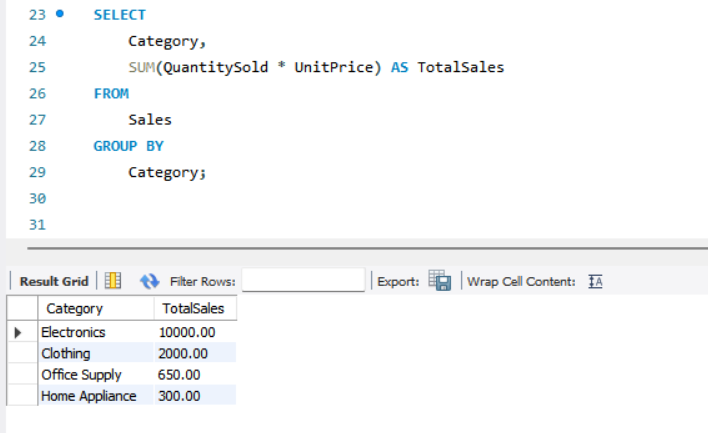 23 SELECT
24 Category,
25 SUM(QuantitySold * UnitPrice) AS TotalSales
26 FROM
27 Sales
28 GROUP BY
29 Category;
30
31
Result Grid Filter Rows: Export: Wrap Cell Content: IA
Category TotalSales
Electronics 10000.00
Clothing 2000.00
Office Supply 650.00
Home Appliance 300.00